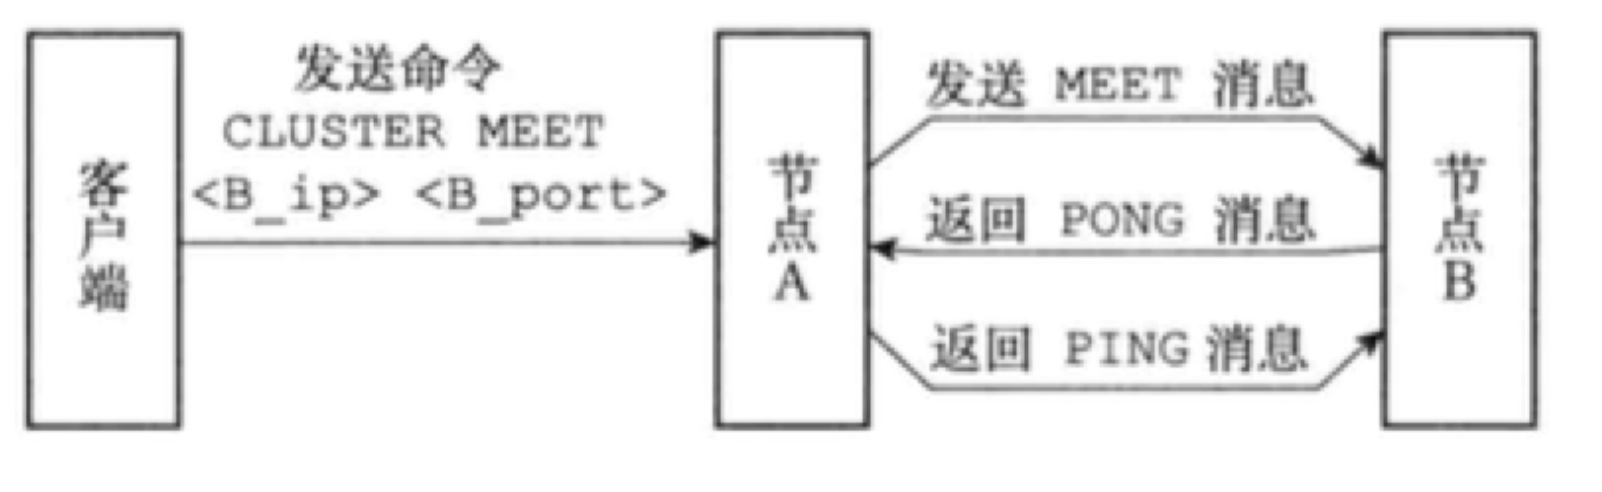 客户端
发送命令
CLUSTER MEET
<B_ip> <B_port>
节点A
发送 MEET 消息
返回 PONG 消息
返回 PING 消息
节点B